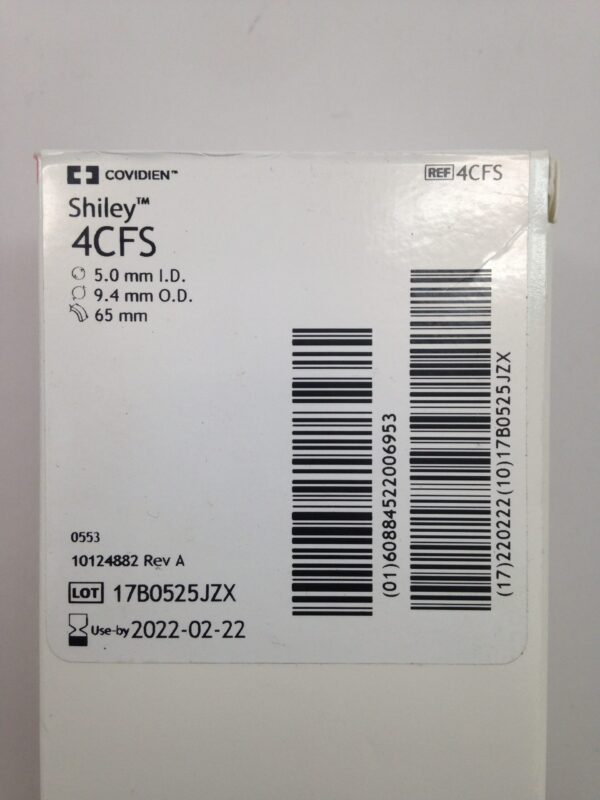 COVIDIEN™
REF 4CFS
Shiley™
4CFS
5.0 mm I.D.
9.4 mm O.D.
65 mm
(01)60884522006953
(17)220222(10)17B0525JZX
0553
10124882 Rev A
LOT 17B0525JZX
Use-by 2022-02-22